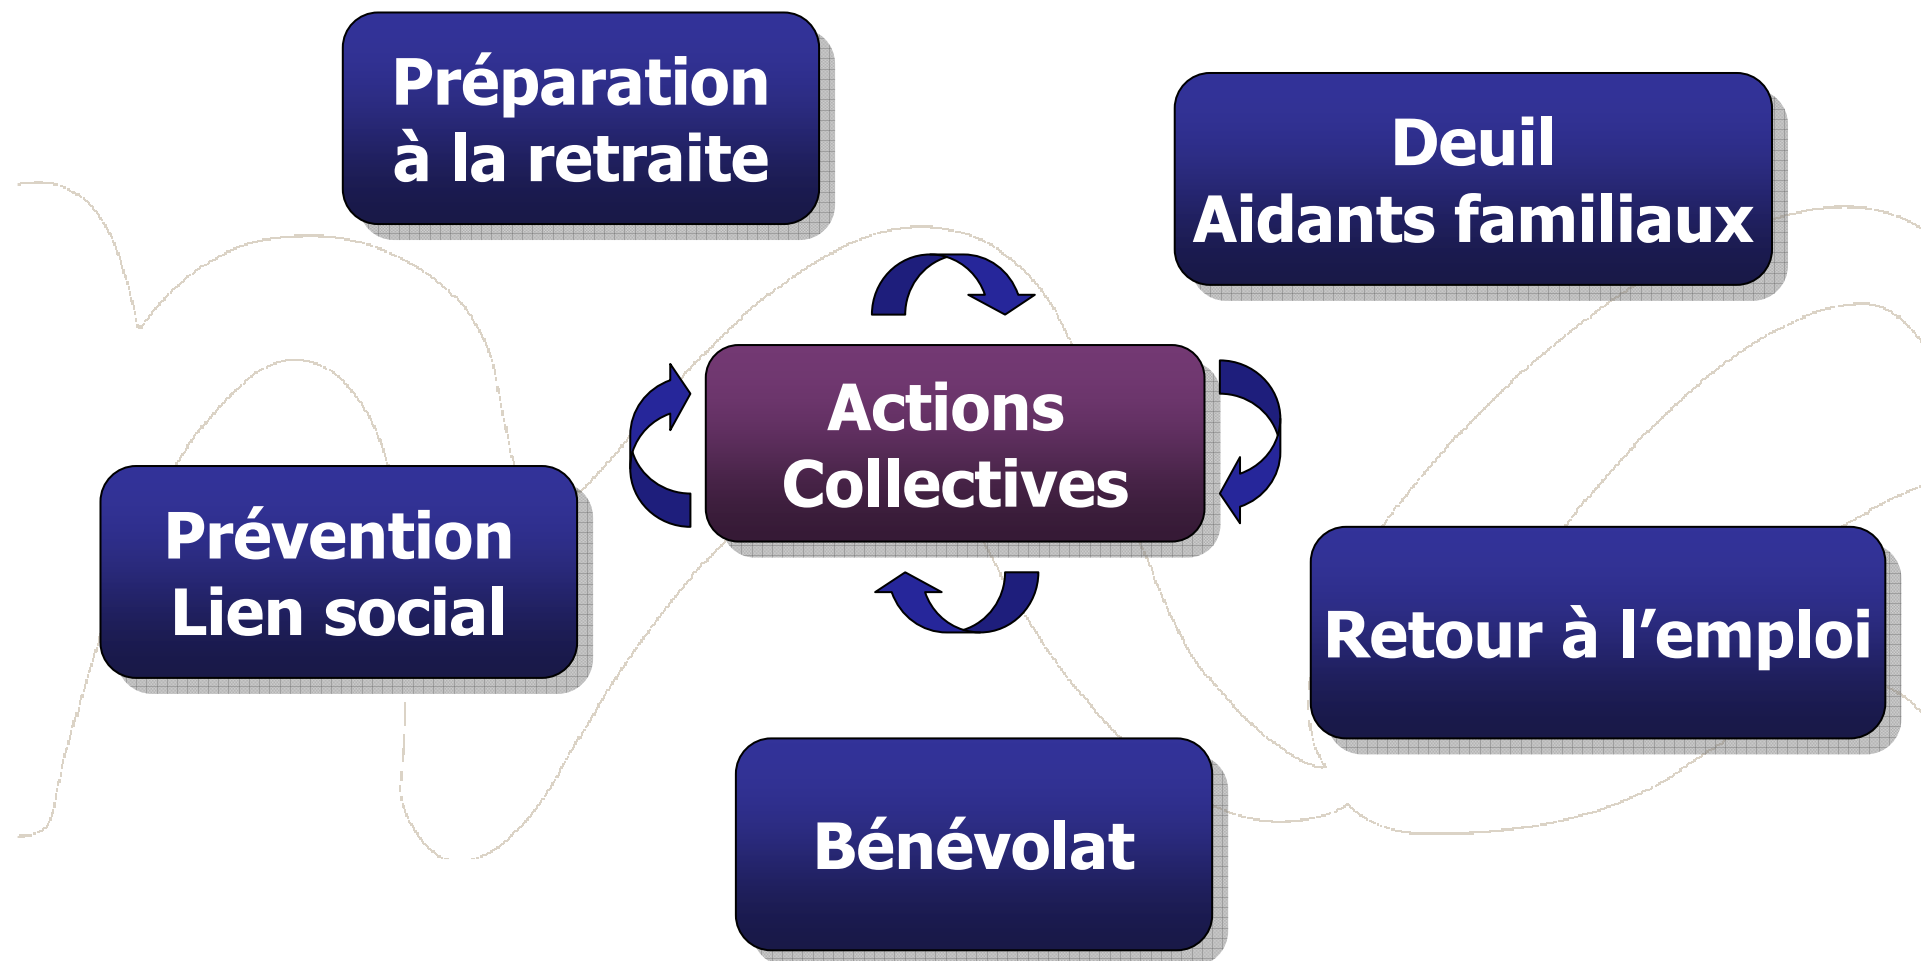 Préparation
à la retraite
Deuil
Aidants familiaux
Actions
Collectives
Prévention
Lien social
Retour à l’emploi
Bénévolat